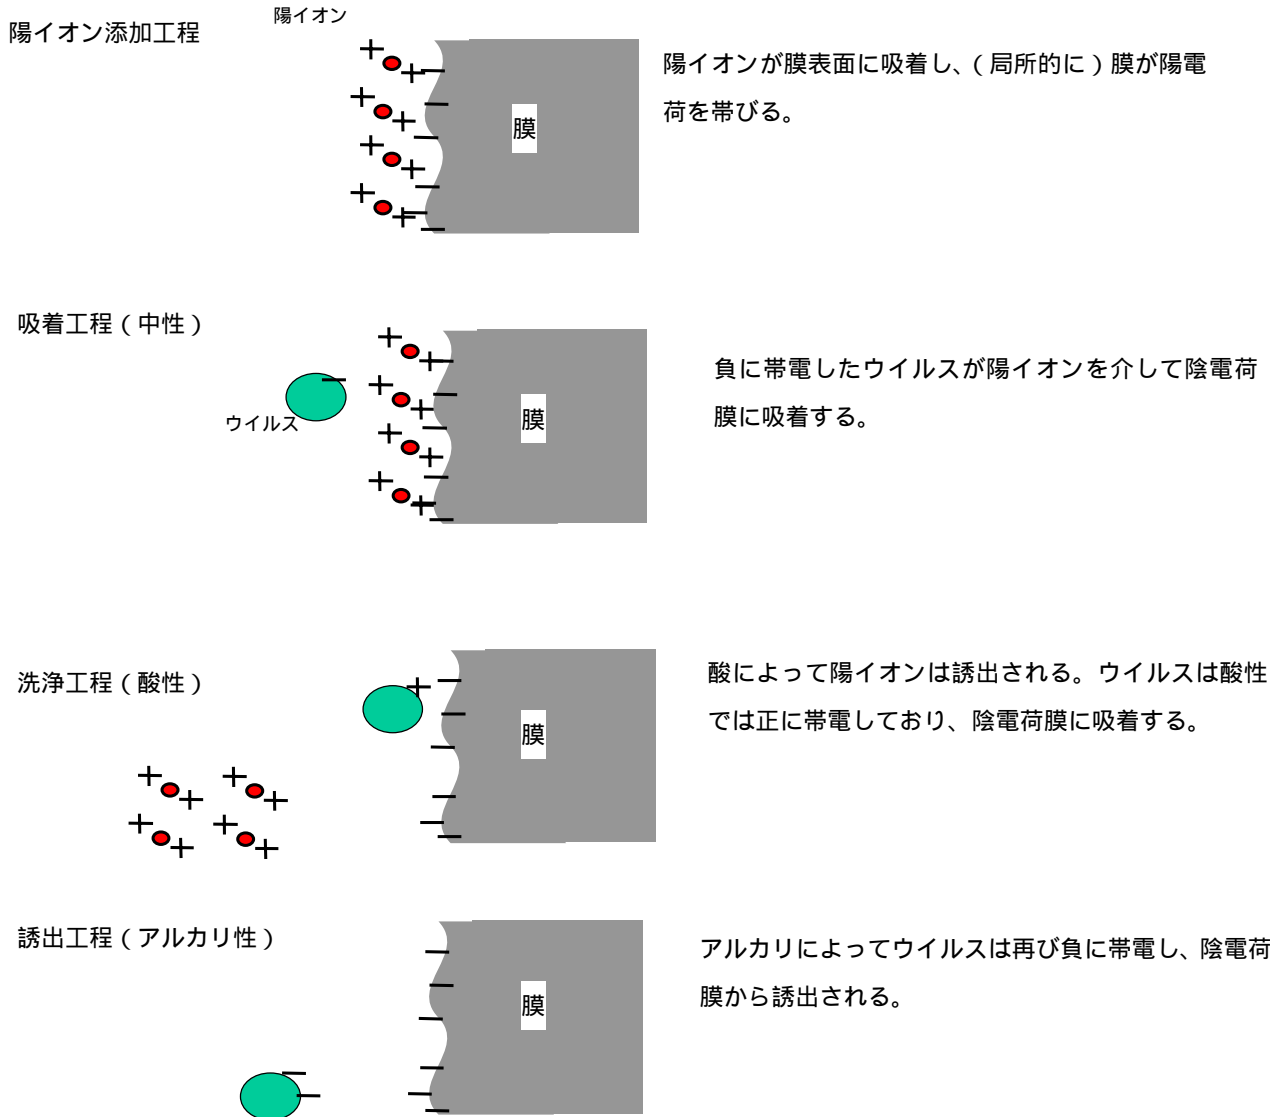 陽イオン添加工程
陽イオン
陽イオンが膜表面に吸着し、（局所的に）膜が陽電
荷を帯びる。
膜
吸着工程（中性）
ウイルス
膜
負に帯電したウイルスが陽イオンを介して陰電荷
膜に吸着する。
洗浄工程（酸性）
膜
酸によって陽イオンは誘出される。ウイルスは酸性
では正に帯電しており、陰電荷膜に吸着する。
誘出工程（アルカリ性）
膜
アルカリによってウイルスは再び負に帯電し、陰電荷
膜から誘出される。